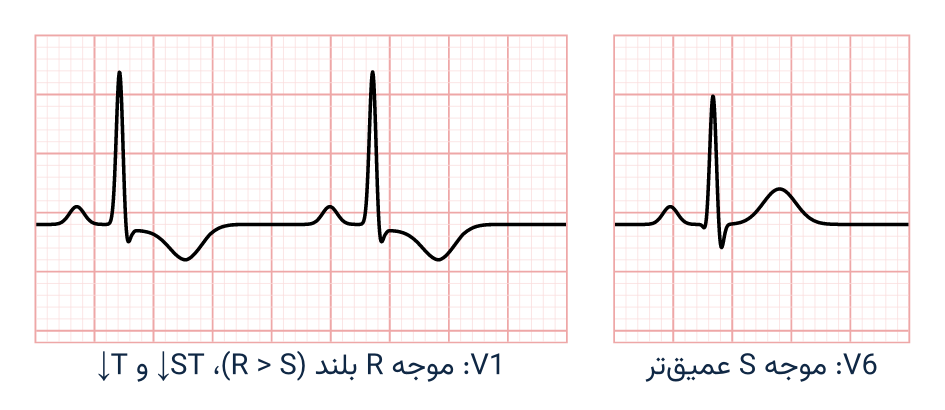 V1: موجه R بلند (R > S)، ST↓ و T↓
V6: موجه S عمیق‌تر